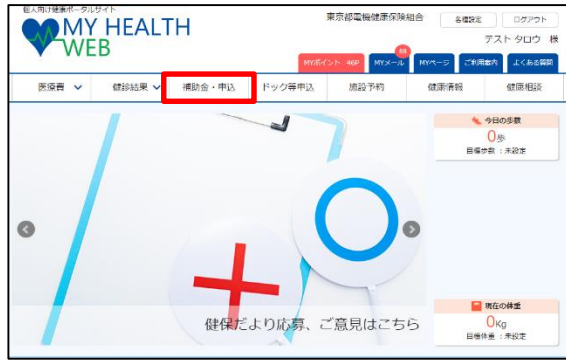 個人向け健康ポータルサイト
MY HEALTH WEB
東京都電機健康保険組合
各種設定
ログアウト
テスト タロウ 様
MYポイント 46P
MYメール
MYページ
ご利用案内
よくある質問
医療費
健診結果
補助金・申込
ドック等申込
施設予約
健康情報
健康相談
今日の歩数
0歩
目標歩数 : 未設定
健保だより応募、ご意見はこちら
現在の体重
0Kg
目標体重 : 未設定